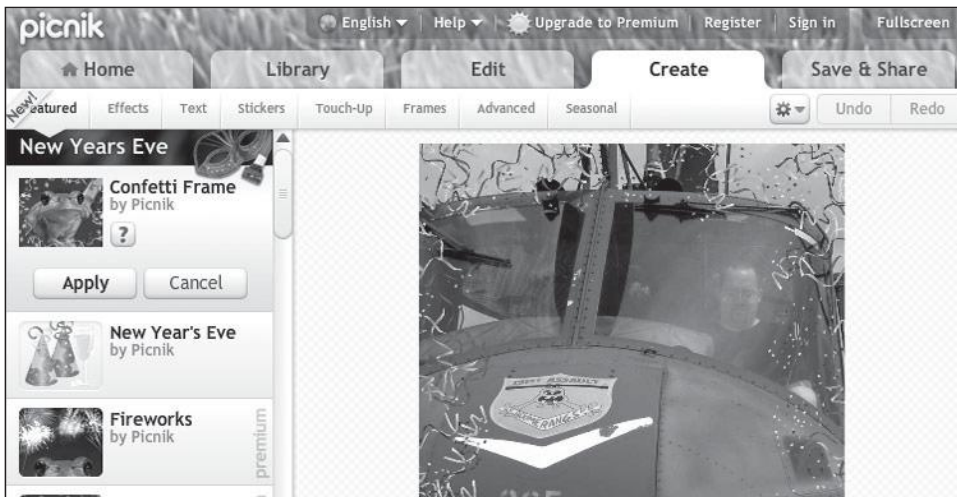 picnik
English Help Upgrade to Premium Register Sign in Fullscreen
Home Library Edit Create Save & Share
New! Featured Effects Text Stickers Touch-Up Frames Advanced Seasonal Undo Redo
New Years Eve
Confetti Frame
by Picnik
?
Apply Cancel
New Year's Eve
by Picnik
Fireworks
by Picnik
premium
ASSAULT